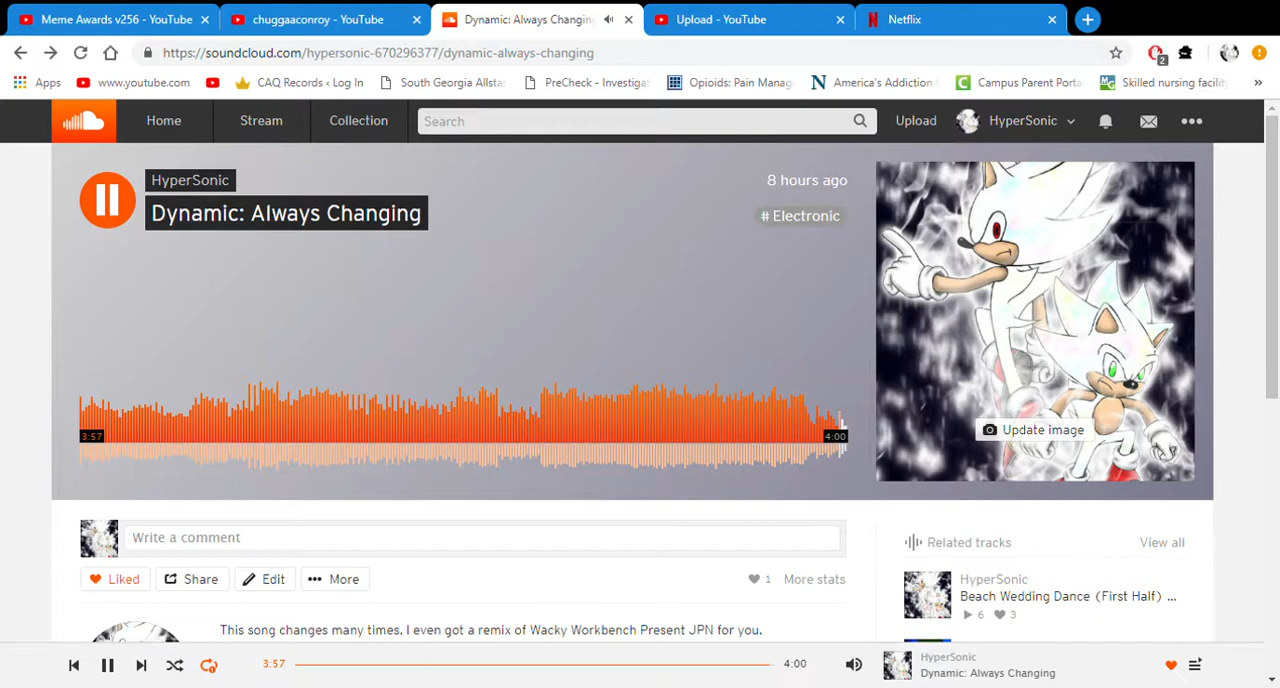 Meme Awards v256 - YouTube
chuggaaconroy - YouTube
Dynamic: Always Changing
Upload - YouTube
Netflix
https://soundcloud.com/hypersonic-670296377/dynamic-always-changing
2
Apps
www.youtube.com
CAQ Records ‹ Log In
South Georgia Allsta
PreCheck - Investigat
Opioids: Pain Manag
America's Addiction
Campus Parent Porta
Skilled nursing facility
Home
Stream
Collection
Search
Upload
HyperSonic
HyperSonic
8 hours ago
Dynamic: Always Changing
# Electronic
Update image
3:57
4:00
Write a comment
Related tracks
View all
Liked
Share
Edit
More
1
More stats
HyperSonic
Beach Wedding Dance (First Half) ...
6
3
This song changes many times. I even got a remix of Wacky Workbench Present JPN for you.
3:57
4:00
HyperSonic
Dynamic: Always Changing